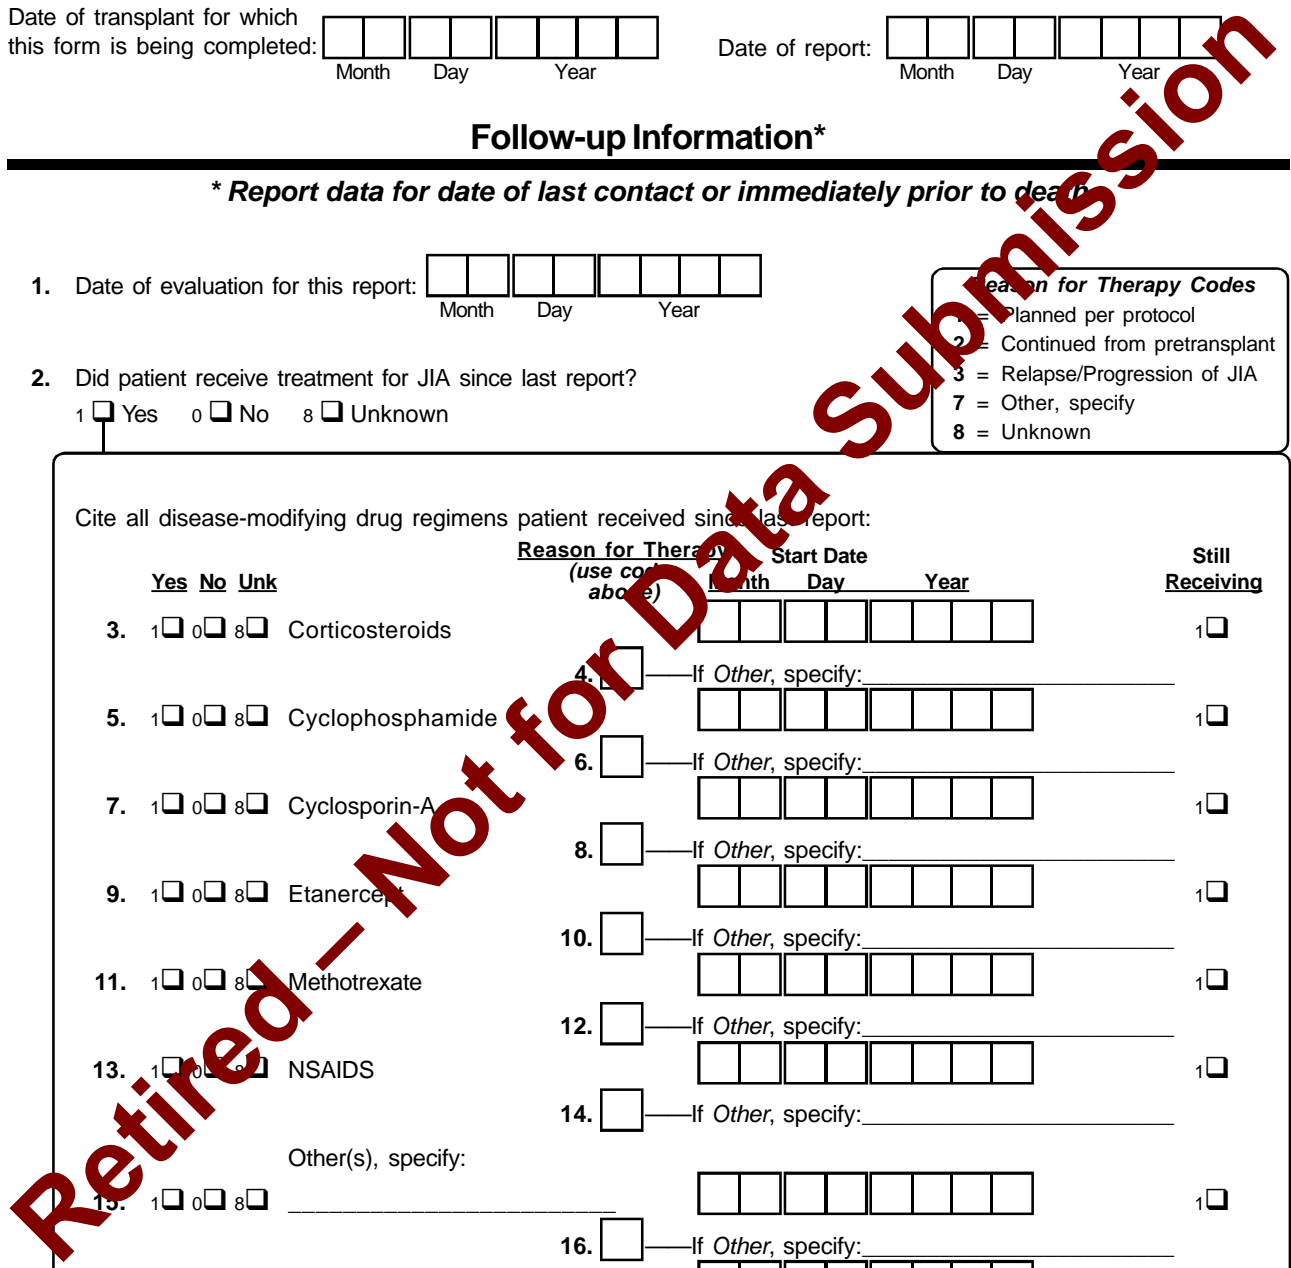 Date of transplant for which
this form is being completed:
Month Day Year
Date of report:
Month Day Year
Follow-up Information*
* Report data for date of last contact or immediately prior to death
1. Date of evaluation for this report:
Month Day Year
Reason for Therapy Codes
1 = Planned per protocol
2 = Continued from pretransplant
3 = Relapse/Progression of JIA
7 = Other, specify
8 = Unknown
2. Did patient receive treatment for JIA since last report?
1 ❑ Yes 0 ❑ No 8 ❑ Unknown
Cite all disease-modifying drug regimens patient received since last report:
Reason for Therapy
(use code
above)
Start Date
Month Day Year
Still
Receiving
Yes No Unk
3. 1❑ 0❑ 8❑ Corticosteroids 1❑
4. If Other, specify:
5. 1❑ 0❑ 8❑ Cyclophosphamide 1❑
6. If Other, specify:
7. 1❑ 0❑ 8❑ Cyclosporin-A 1❑
8. If Other, specify:
9. 1❑ 0❑ 8❑ Etanercept 1❑
10. If Other, specify:
11. 1❑ 0❑ 8❑ Methotrexate 1❑
12. If Other, specify:
13. 1❑ 0❑ 8❑ NSAIDS 1❑
14. If Other, specify:
Other(s), specify:
15. 1❑ 0❑ 8❑ 1❑
16. If Other, specify:
Retired – Not for Data Submission